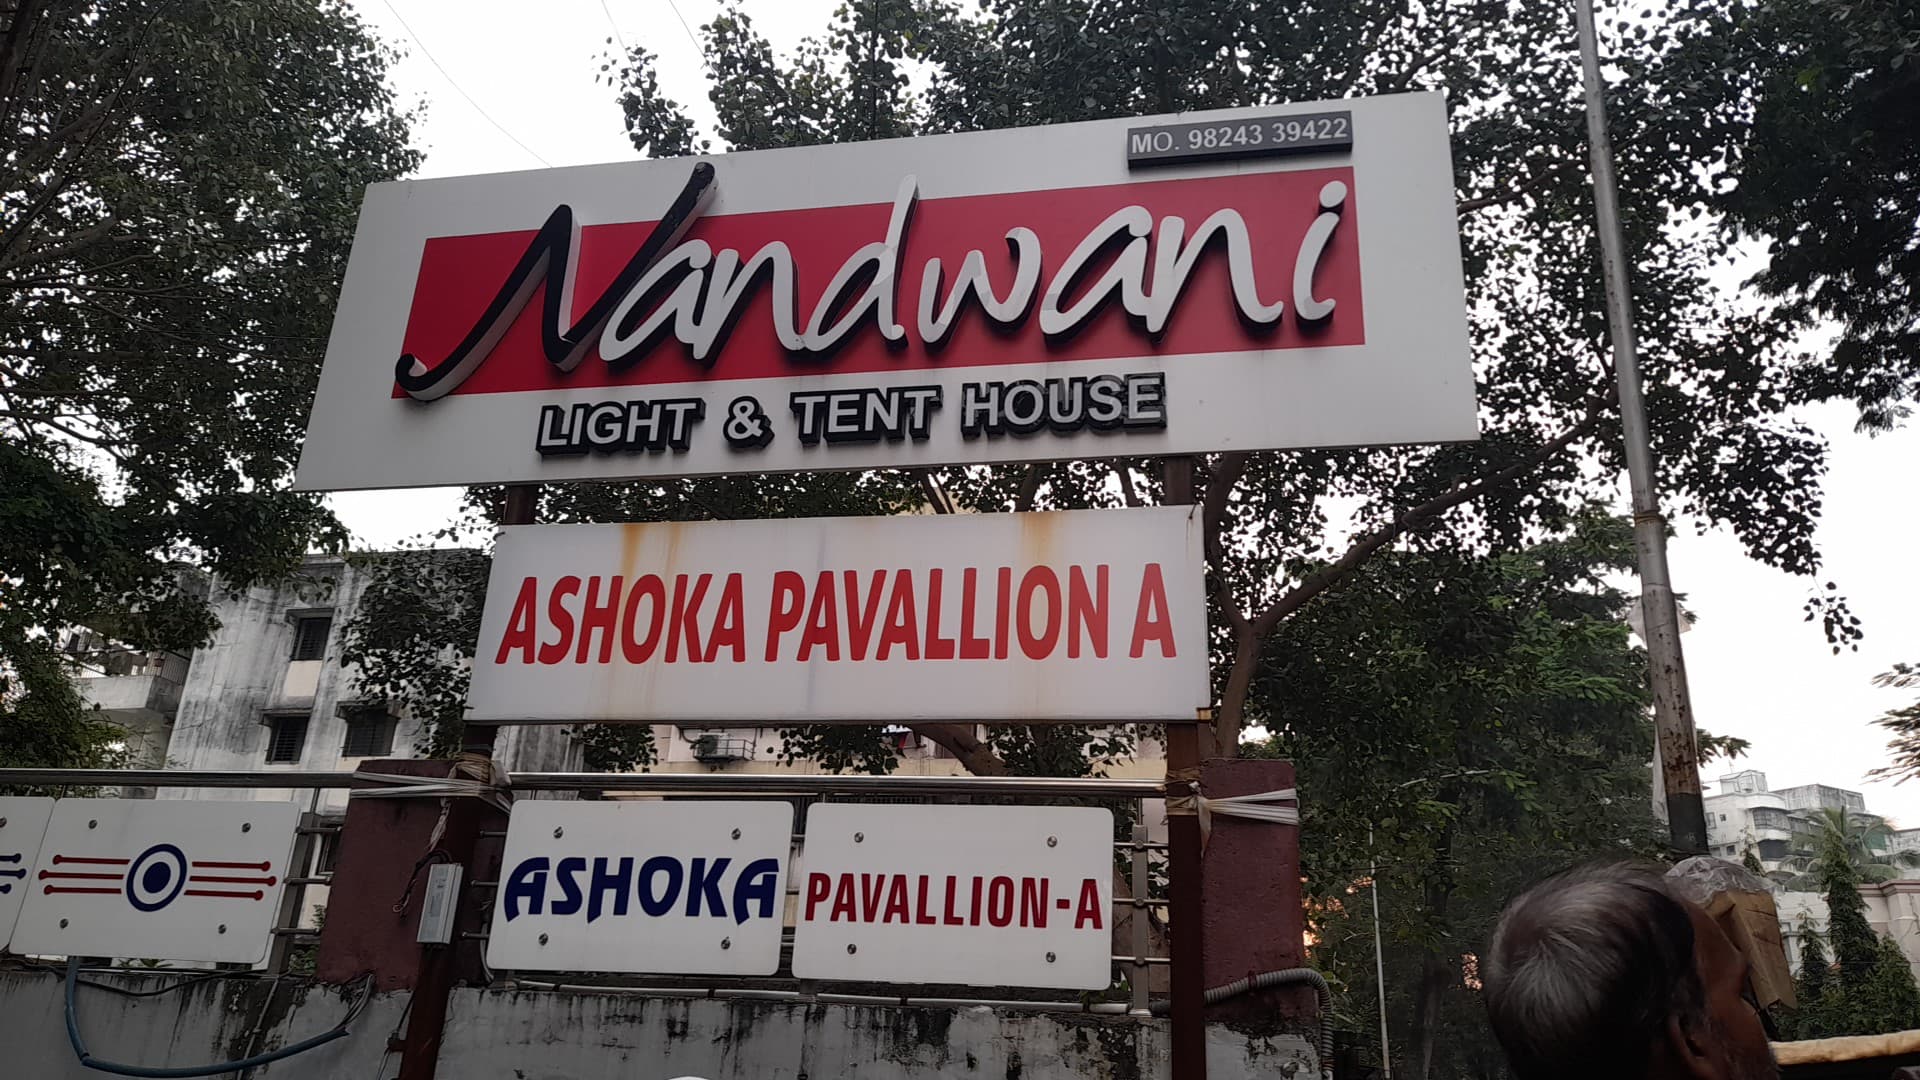 MO. 98243 39422
Nandwani
LIGHT & TENT HOUSE
ASHOKA PAVALLION A
ASHOKA
PAVALLION-A